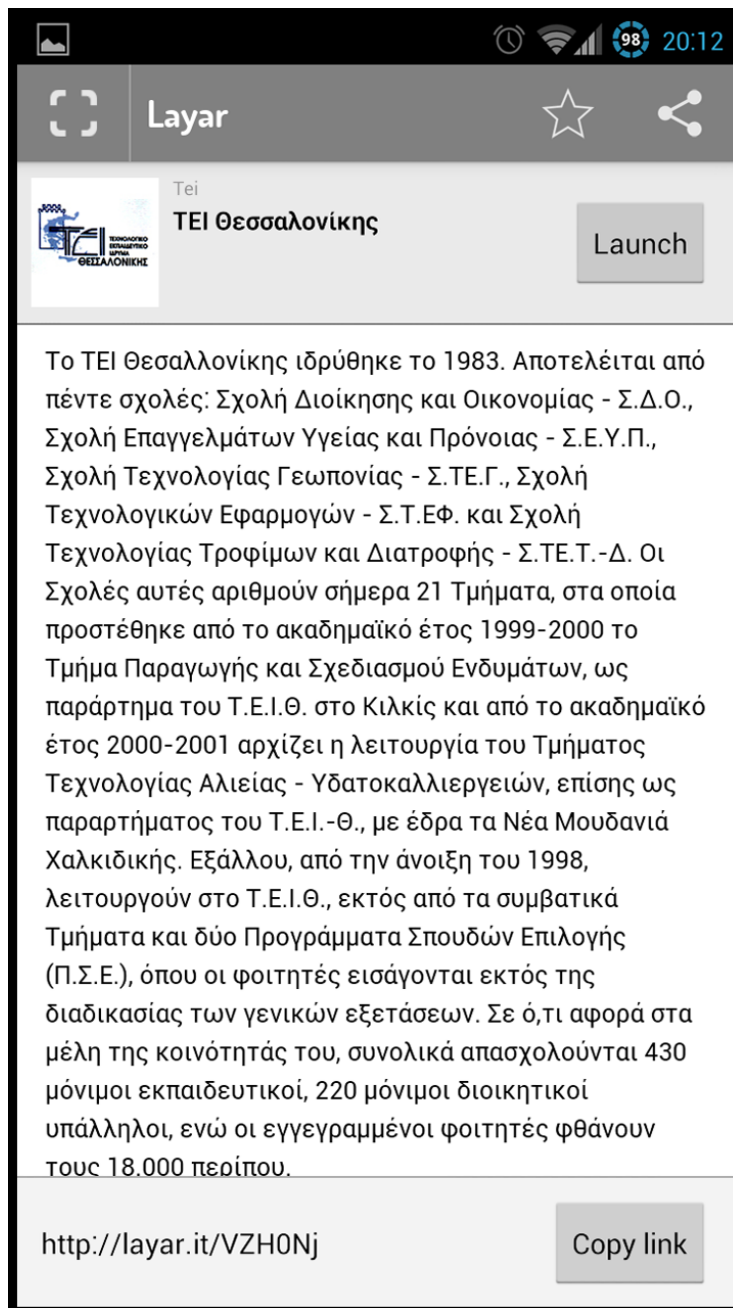 98 20:12
Layar
Tei
ΤΕΙ Θεσσαλονίκης
Launch
ΤΕΙ
ΤΕΧΝΟΛΟΓΙΚΟ
ΕΚΠΑΙΔΕΥΤΙΚΟ
ΙΔΡΥΜΑ
ΘΕΣΣΑΛΟΝΙΚΗΣ
Το ΤΕΙ Θεσαλλονίκης ιδρύθηκε το 1983. Αποτελέιται από
πέντε σχολές: Σχολή Διοίκησης και Οικονομίας - Σ.Δ.Ο.,
Σχολή Επαγγελμάτων Υγείας και Πρόνοιας - Σ.Ε.Υ.Π.,
Σχολή Τεχνολογίας Γεωπονίας - Σ.ΤΕ.Γ., Σχολή
Τεχνολογικών Εφαρμογών - Σ.Τ.ΕΦ. και Σχολή
Τεχνολογίας Τροφίμων και Διατροφής - Σ.ΤΕ.Τ.-Δ. Οι
Σχολές αυτές αριθμούν σήμερα 21 Τμήματα, στα οποία
προστέθηκε από το ακαδημαϊκό έτος 1999-2000 το
Τμήμα Παραγωγής και Σχεδιασμού Ενδυμάτων, ως
παράρτημα του Τ.Ε.Ι.Θ. στο Κιλκίς και από το ακαδημαϊκό
έτος 2000-2001 αρχίζει η λειτουργία του Τμήματος
Τεχνολογίας Αλιείας - Υδατοκαλλιεργειών, επίσης ως
παραρτήματος του Τ.Ε.Ι.-Θ., με έδρα τα Νέα Μουδανιά
Χαλκιδικής. Εξάλλου, από την άνοιξη του 1998,
λειτουργούν στο Τ.Ε.Ι.Θ., εκτός από τα συμβατικά
Τμήματα και δύο Προγράμματα Σπουδών Επιλογής
(Π.Σ.Ε.), όπου οι φοιτητές εισάγονται εκτός της
διαδικασίας των γενικών εξετάσεων. Σε ό,τι αφορά στα
μέλη της κοινότητάς του, συνολικά απασχολούνται 430
μόνιμοι εκπαιδευτικοί, 220 μόνιμοι διοικητικοί
υπάλληλοι, ενώ οι εγγεγραμμένοι φοιτητές φθάνουν
τους 18.000 περίπου.
http://layar.it/VZH0Nj
Copy link